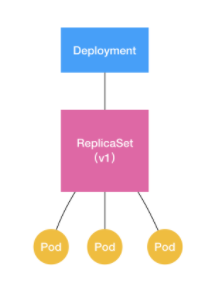 Deployment
ReplicaSet
（v1）
Pod
Pod
Pod